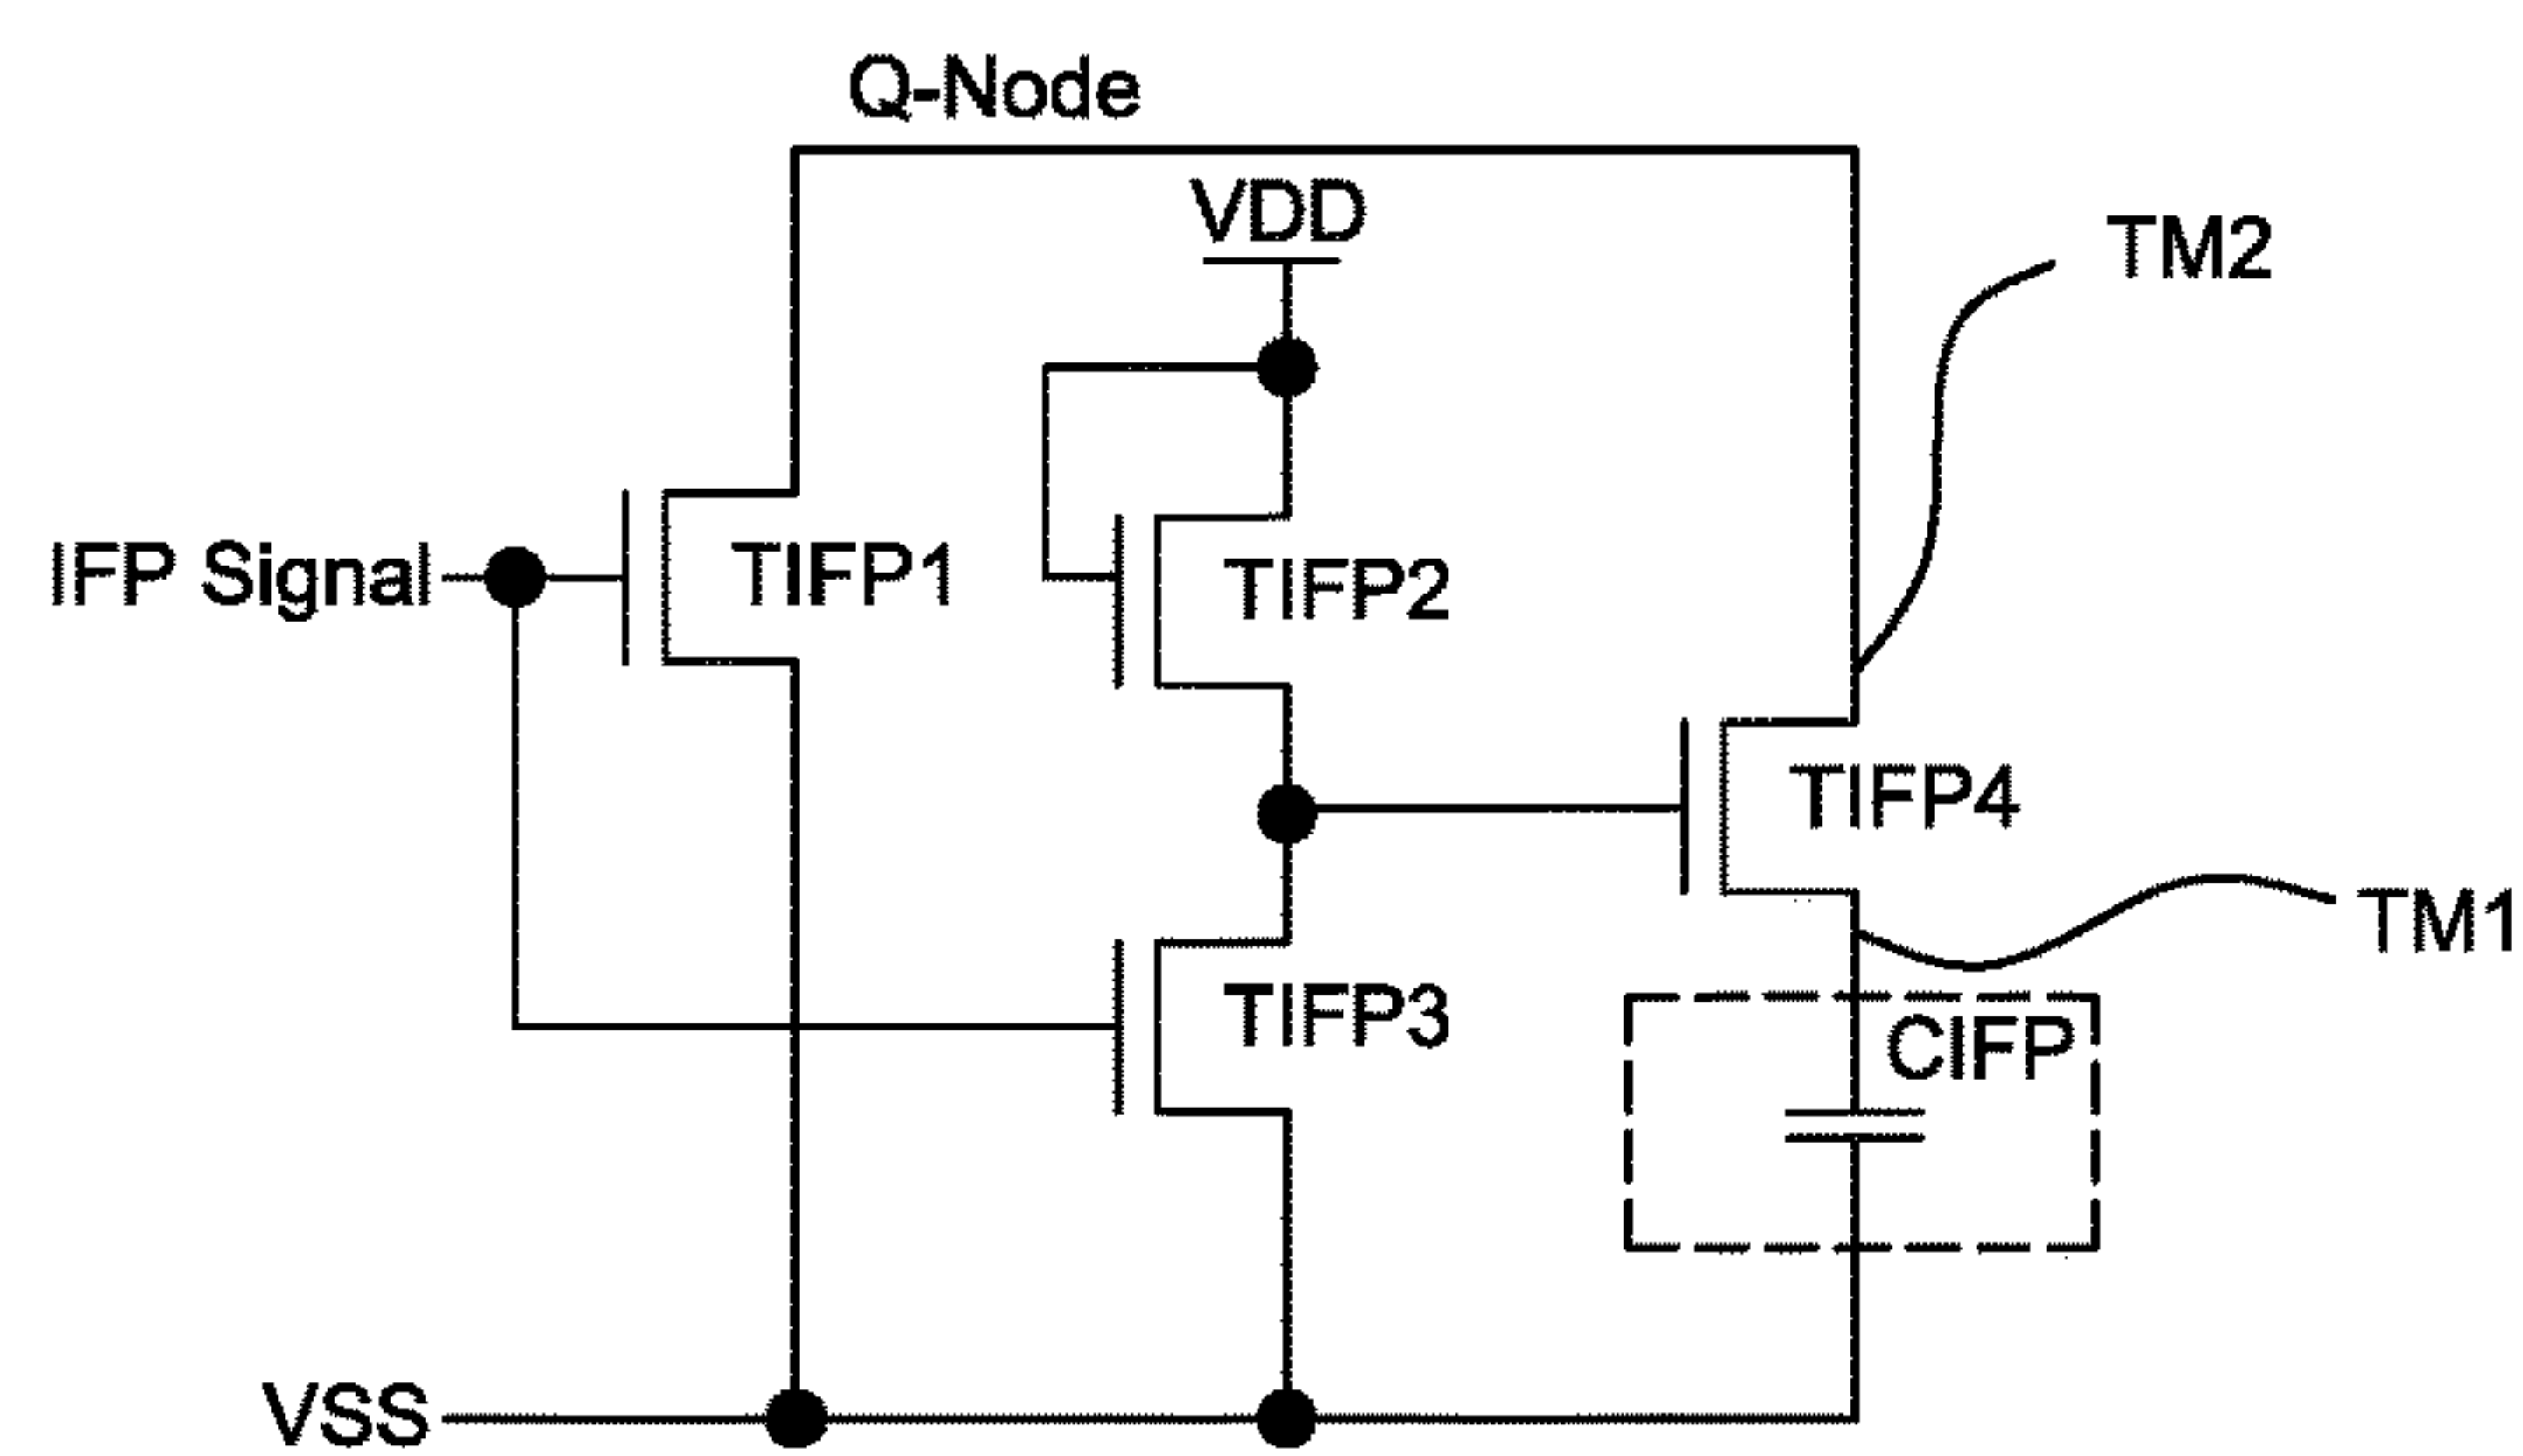 Q-Node
VDD
TM2
IFP Signal
TIFP1
TIFP2
TIFP4
TM1
TIFP3
CIFP
VSS